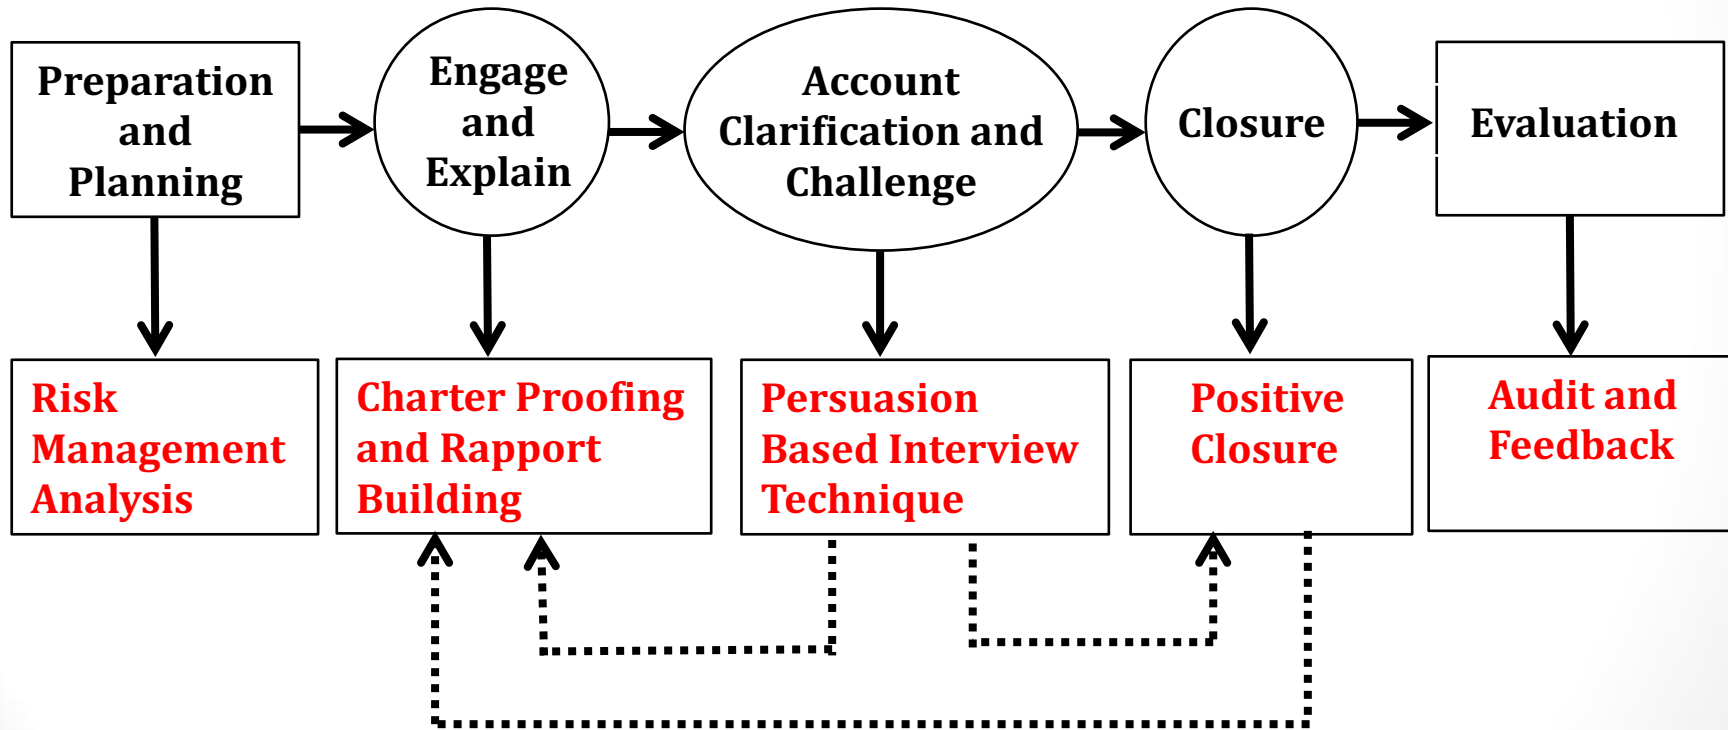 Preparation
and
Planning
Engage
and
Explain
Account
Clarification and
Challenge
Closure
Evaluation
Risk
Management
Analysis
Charter Proofing
and Rapport
Building
Persuasion
Based Interview
Technique
Positive
Closure
Audit and
Feedback